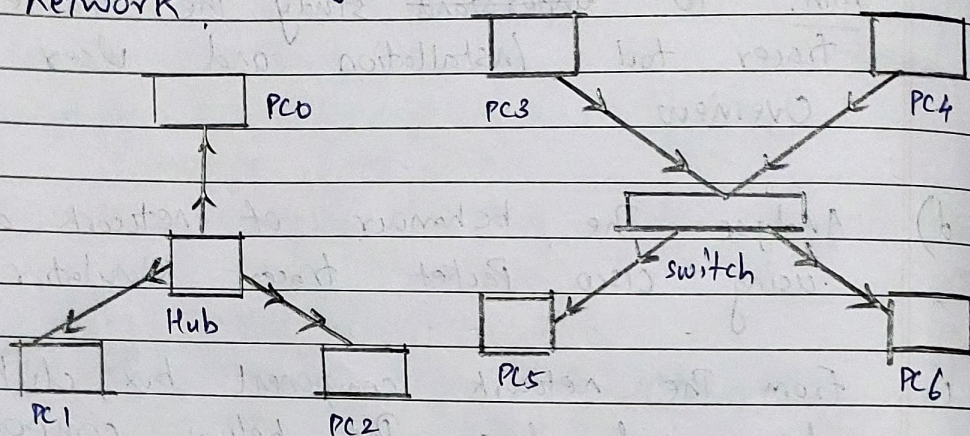 Network
PC3
PC4
PC0
switch
Hub
PC5
PC6
PC1
PC2